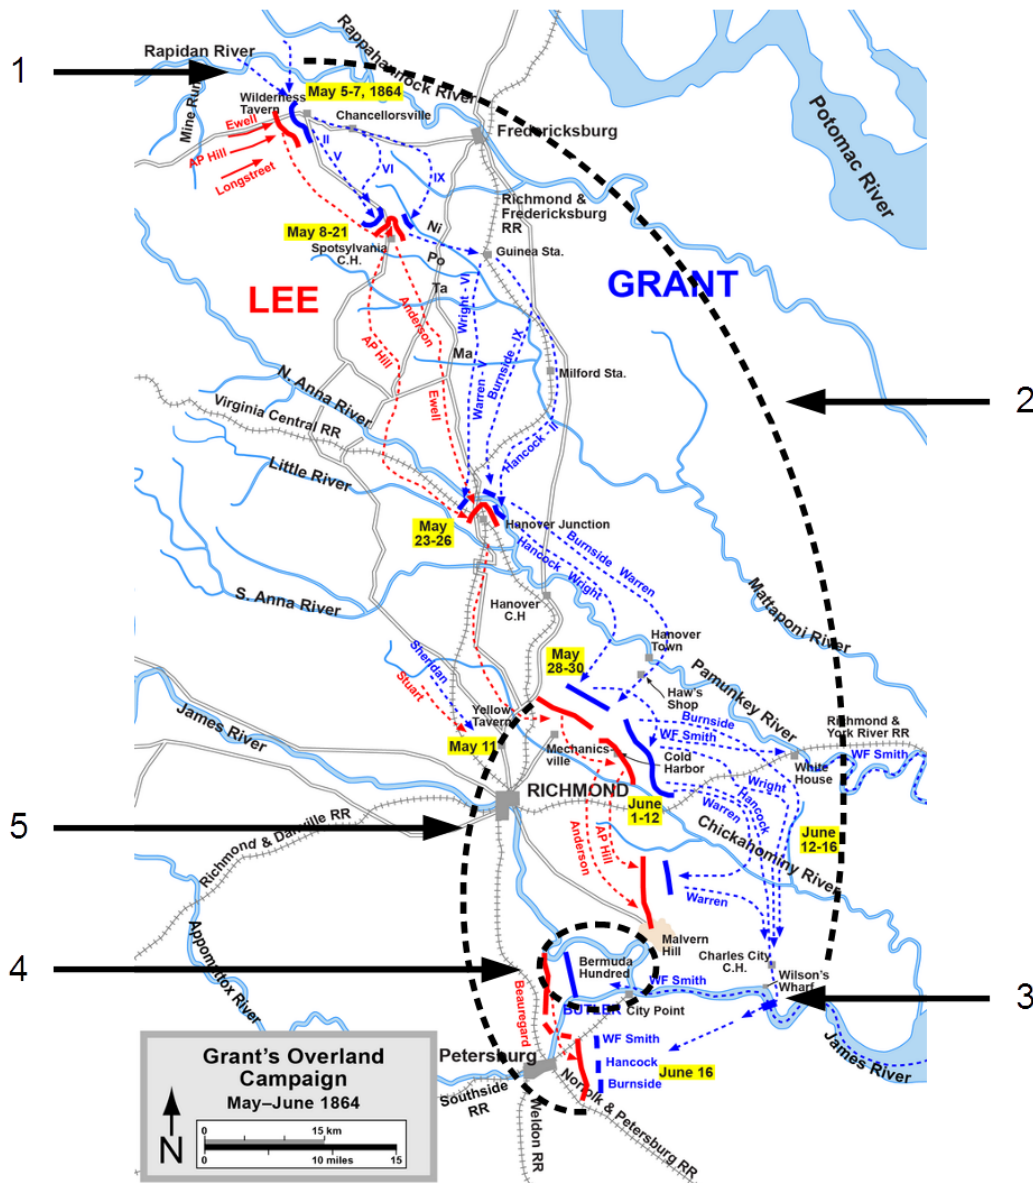 1
Rapidan River
Rappahannock River
Mine Run
Wilderness
Tavern
May 5-7, 1864
Chancellorsville
Fredericksburg
Potomac River
Ewell
AP Hill
Longstreet
II
V
VI
IX
Richmond &
Fredericksburg
RR
May 8-21
Spotsylvania
C.H.
Ni
Po
Ta
Ma
Guinea Sta.
LEE
GRANT
Anderson
AP Hill
Ewell
Wright - VI
Warren - V
Burnside - IX
Hancock - II
Milford Sta.
2
N. Anna River
Virginia Central RR
Little River
May
23-26
Hanover Junction
Hancock
Wright
Burnside
Warren
S. Anna River
Hanover
C.H
Mattaponi River
Hanover
Town
May
28-30
Haw's
Shop
Pamunkey River
Sheridan
Stuart
Yellow
Tavern
May 11
James River
Burnside
WF Smith
Richmond &
York River RR
WF Smith
White
House
Mechanics-
ville
Cold
Harbor
RICHMOND
June
1-12
Wright
Hancock
Warren
June
12-16
Chickahominy River
5
Richmond & Danville RR
Anderson
AP Hill
Warren
Appomattox River
4
Malvern
Hill
Bermuda
Hundred
Charles City
C.H.
WF Smith
Wilson's
Wharf
3
Beauregard
BUTLER
City Point
WF Smith
Hancock
Burnside
June 16
James River
Petersburg
Southside
RR
Weldon RR
Norfolk & Petersburg RR
Grant's Overland
Campaign
May–June 1864
N
0
15 km
0
10 miles
15